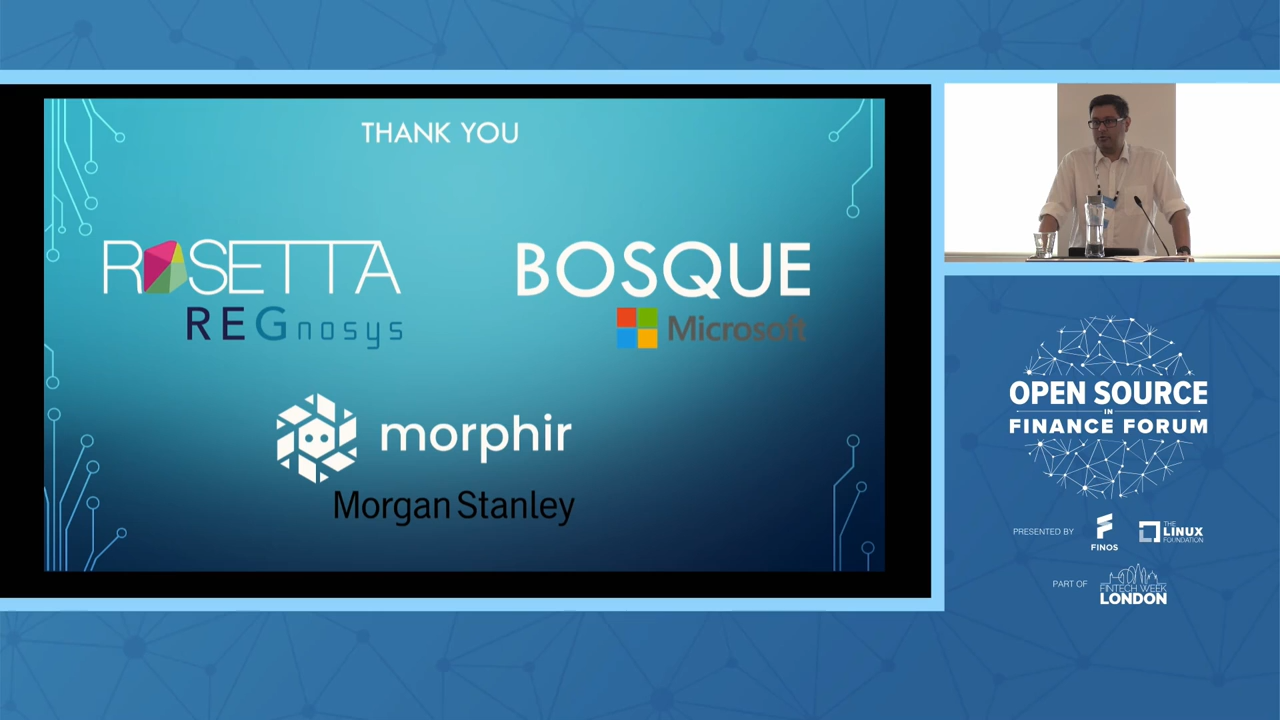 THANK YOU
ROSETTA
REGnosys
BOSQUE
Microsoft
morphir
Morgan Stanley
OPEN SOURCE
IN
FINANCE FORUM
PRESENTED BY
FINOS
THE
LINUX
FOUNDATION
PART OF
FINTECH WEEK
LONDON